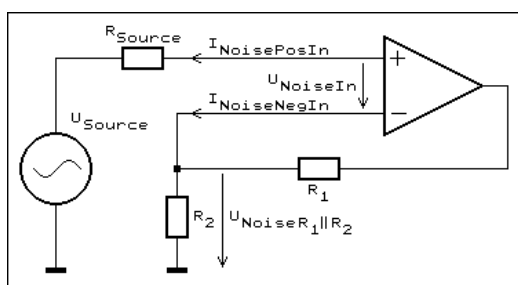 RSource
INoisePosIn
+
UNoiseIn
INoiseNegIn
−
USource
R1
R2
UNoiseR1||R2